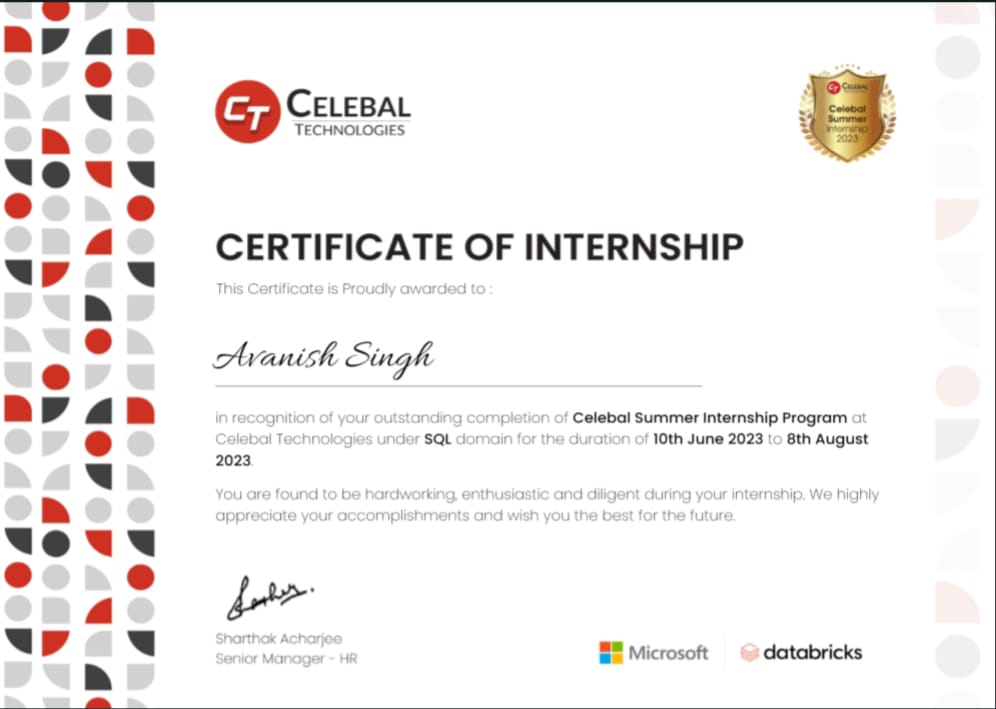 CT CELEBAL
TECHNOLOGIES
CT CELEBAL
Celebal
Summer
Internship
2023
CERTIFICATE OF INTERNSHIP
This Certificate is Proudly awarded to :
Avanish Singh
in recognition of your outstanding completion of Celebal Summer Internship Program at
Celebal Technologies under SQL domain for the duration of 10th June 2023 to 8th August
2023.
You are found to be hardworking, enthusiastic and diligent during your internship. We highly
appreciate your accomplishments and wish you the best for the future.
Sharthak Acharjee
Senior Manager - HR
Microsoft
databricks